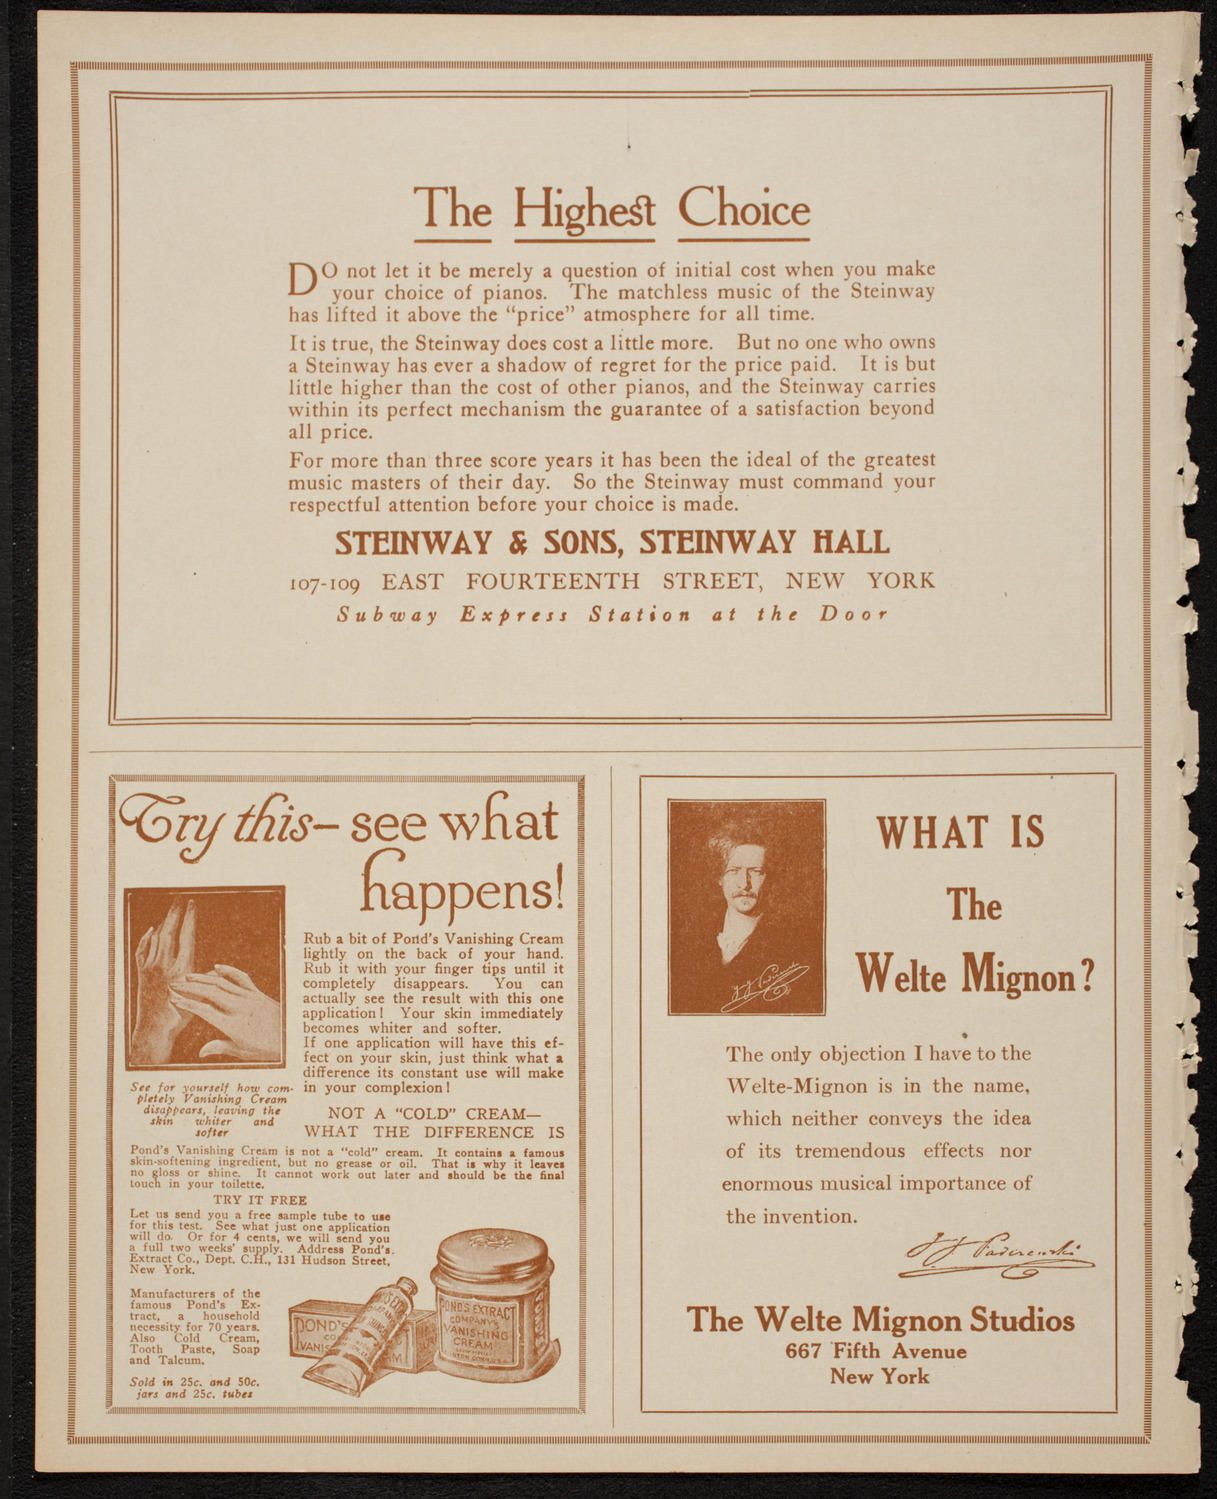 The Highest Choice
DO not let it be merely a question of initial cost when you make
your choice of pianos. The matchless music of the Steinway
has lifted it above the "price" atmosphere for all time.
It is true, the Steinway does cost a little more. But no one who owns
a Steinway has ever a shadow of regret for the price paid. It is but
little higher than the cost of other pianos, and the Steinway carries
within its perfect mechanism the guarantee of a satisfaction beyond
all price.
For more than three score years it has been the ideal of the greatest
music masters of their day. So the Steinway must command your
respectful attention before your choice is made.
STEINWAY & SONS, STEINWAY HALL
107-109 EAST FOURTEENTH STREET, NEW YORK
Subway Express Station at the Door
Try this—see what
happens!
Rub a bit of Pond's Vanishing Cream
lightly on the back of your hand.
Rub it with your finger tips until it
completely disappears. You can
actually see the result with this one
application! Your skin immediately
becomes whiter and softer.
If one application will have this ef-
fect on your skin, just think what a
difference its constant use will make
in your complexion!
See for yourself how com-
pletely Vanishing Cream
disappears, leaving the
skin whiter and
softer
NOT A "COLD" CREAM—
WHAT THE DIFFERENCE IS
Pond's Vanishing Cream is not a "cold" cream. It contains a famous
skin-softening ingredient, but no grease or oil. That is why it leaves
no gloss or shine. It cannot work out later and should be the final
touch in your toilette.
TRY IT FREE
Let us send you a free sample tube to use
for this test. See what just one application
will do. Or for 4 cents, we will send you
a full two weeks' supply. Address Pond's
Extract Co., Dept. C.H., 131 Hudson Street,
New York.
Manufacturers of the
famous Pond's Ex-
tract, a household
necessity for 70 years.
Also Cold Cream,
Tooth Paste, Soap
and Talcum.
Sold in 25c. and 50c.
jars and 25c. tubes
POND'S
VANIS
POND'S EXTRACT
COMPANY'S
VANISHING
CREAM
WHAT IS
The
Welte Mignon?
J J Paderewski
The only objection I have to the
Welte-Mignon is in the name,
which neither conveys the idea
of its tremendous effects nor
enormous musical importance of
the invention.
J J Paderewski
The Welte Mignon Studios
667 Fifth Avenue
New York